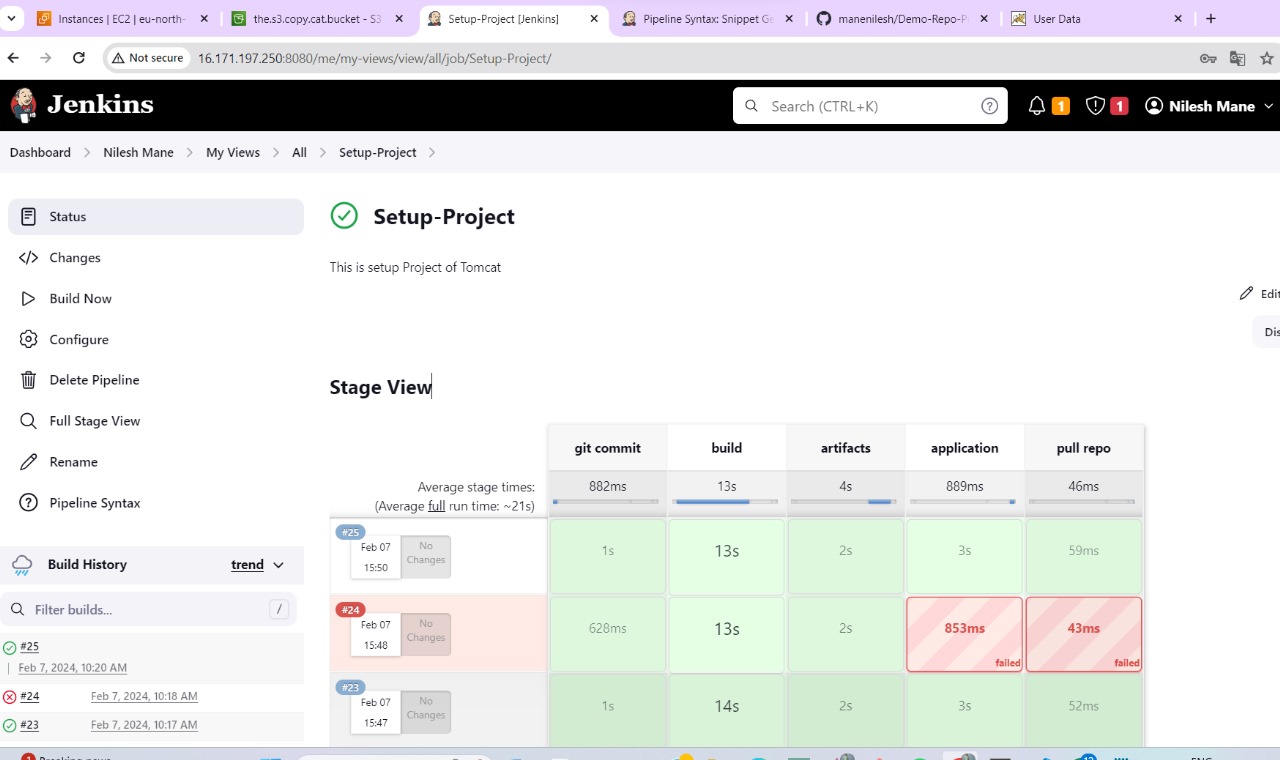 Instances | EC2 | eu-north-
the.s3.copy.cat.bucket - S3
Setup-Project [Jenkins]
Pipeline Syntax: Snippet Ge
manenilesh/Demo-Repo-P
User Data
Not secure
16.171.197.250:8080/me/my-views/view/all/job/Setup-Project/
Jenkins
Search (CTRL+K)
?
1
1
Nilesh Mane
Dashboard > Nilesh Mane > My Views > All > Setup-Project >
Status
Changes
Build Now
Configure
Delete Pipeline
Full Stage View
Rename
Pipeline Syntax
Build History
trend
Filter builds...
/
#25
Feb 7, 2024, 10:20 AM
#24
Feb 7, 2024, 10:18 AM
#23
Feb 7, 2024, 10:17 AM
Setup-Project
This is setup Project of Tomcat
Edit
Dis
Stage View
git commit
build
artifacts
application
pull repo
Average stage times:
(Average full run time: ~21s)
882ms
13s
4s
889ms
46ms
#25
Feb 07
15:50
No
Changes
1s
13s
2s
3s
59ms
#24
Feb 07
15:48
No
Changes
628ms
13s
2s
853ms
failed
43ms
failed
#23
Feb 07
15:47
No
Changes
1s
14s
2s
3s
52ms